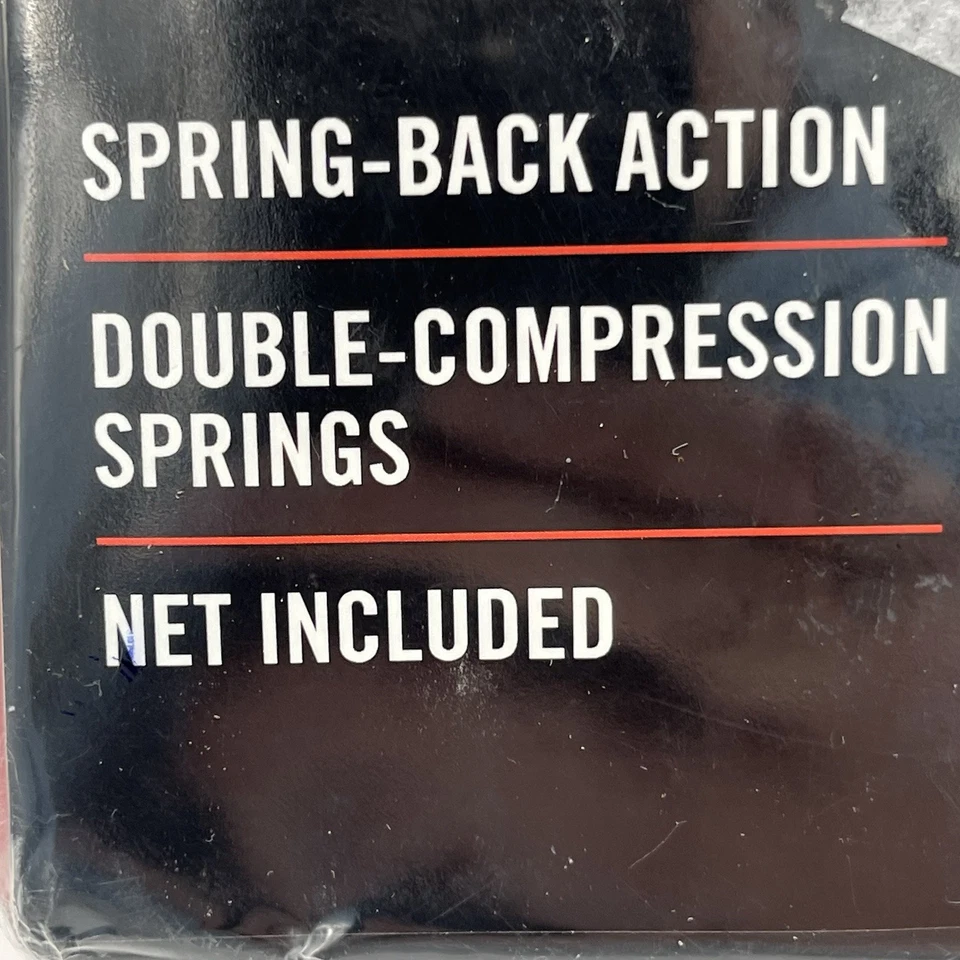 SPRING-BACK ACTION
DOUBLE-COMPRESSION
SPRINGS
NET INCLUDED